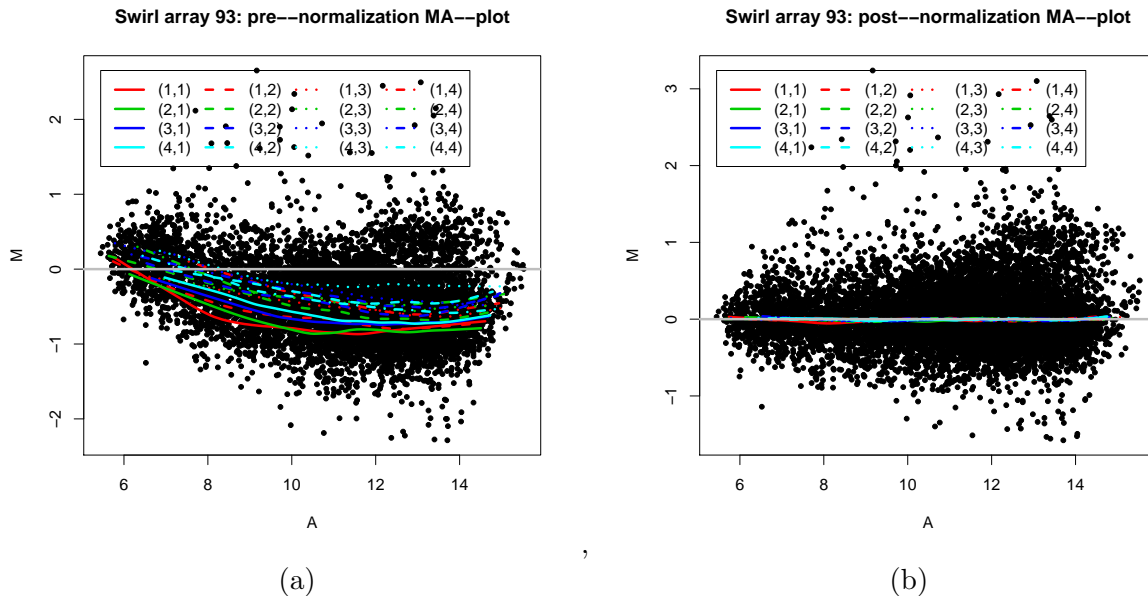 Swirl array 93: pre−−normalization MA−−plot
M
2
1
0
−1
−2
(1,1) (1,2) (1,3) (1,4)
(2,1) (2,2) (2,3) (2,4)
(3,1) (3,2) (3,3) (3,4)
(4,1) (4,2) (4,3) (4,4)
6 8 10 12 14
A
(a)
,
Swirl array 93: post−−normalization MA−−plot
M
3
2
1
0
−1
(1,1) (1,2) (1,3) (1,4)
(2,1) (2,2) (2,3) (2,4)
(3,1) (3,2) (3,3) (3,4)
(4,1) (4,2) (4,3) (4,4)
6 8 10 12 14
A
(b)